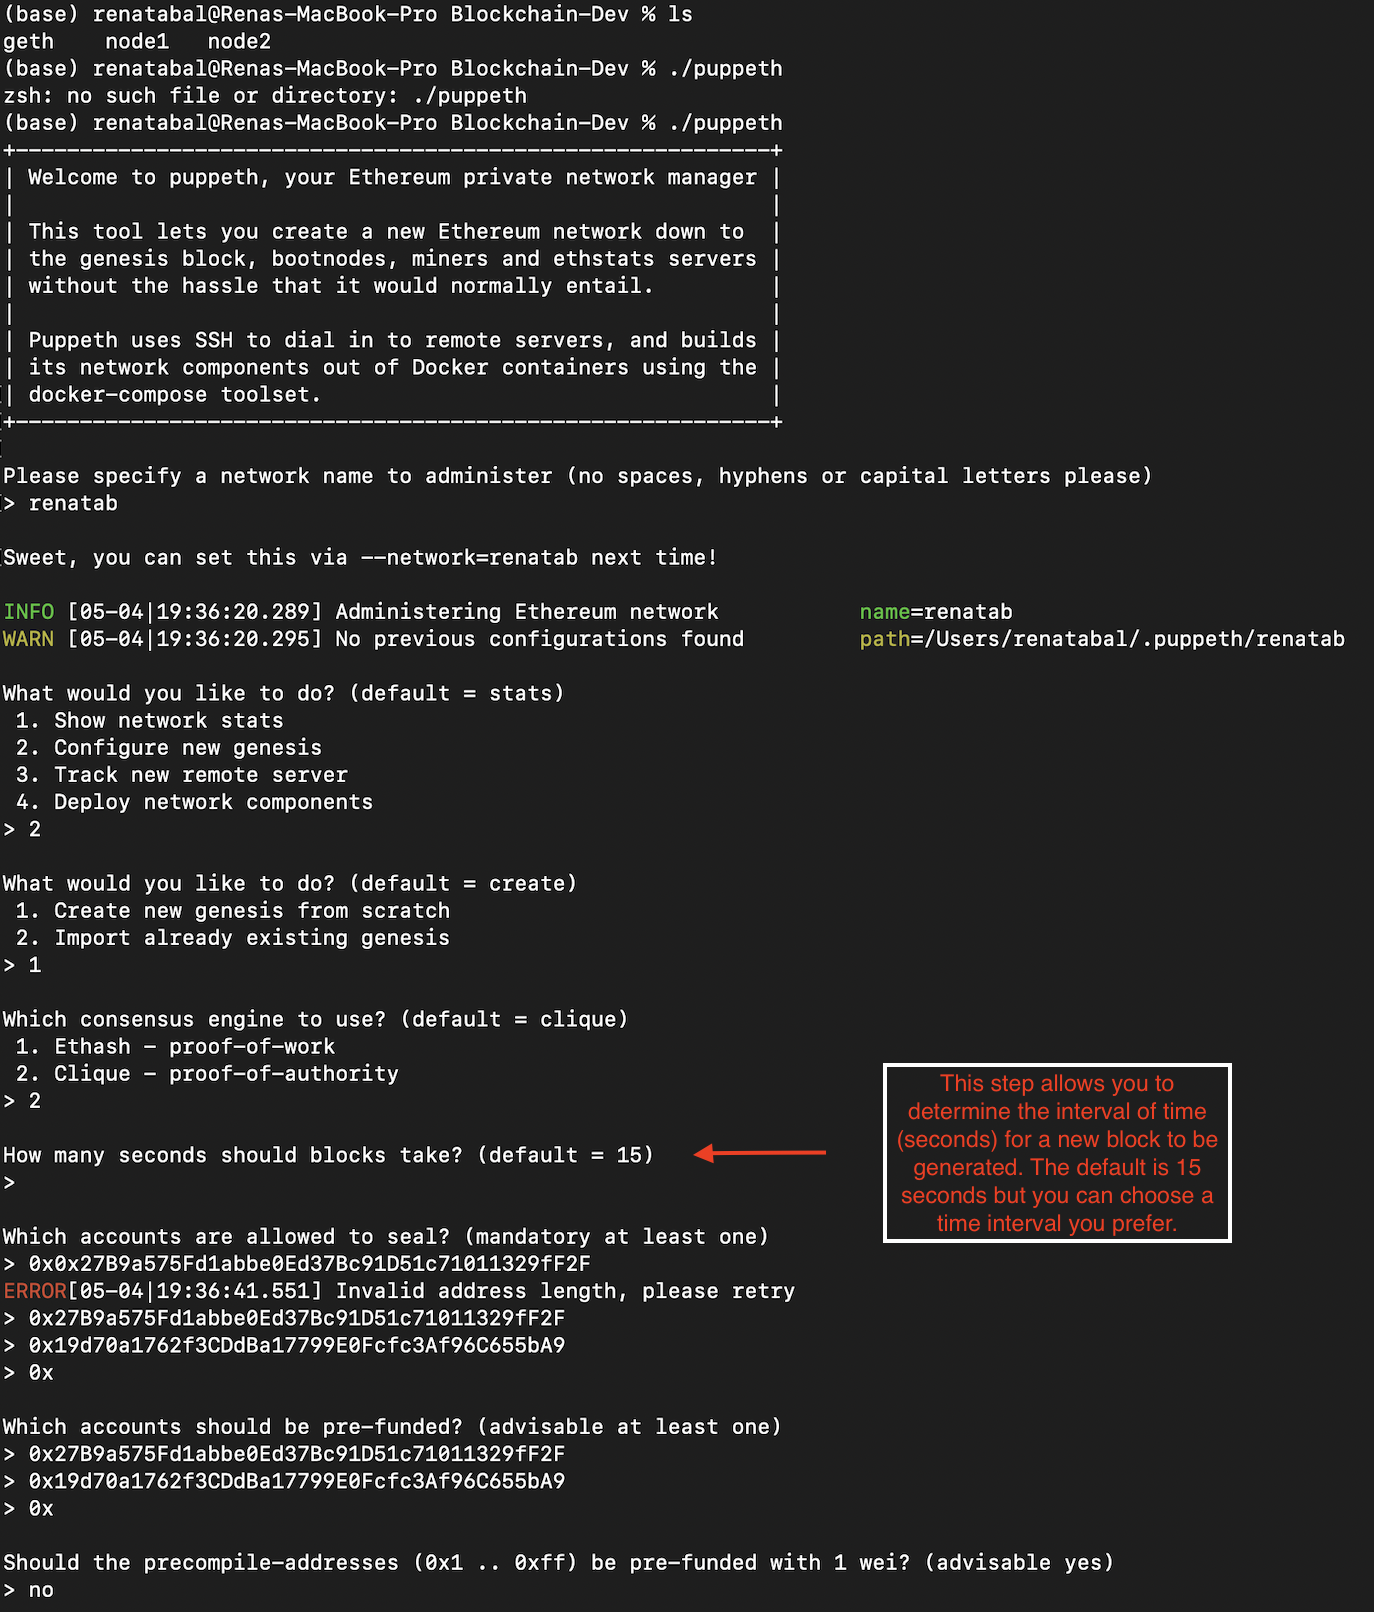 (base) renatabal@Renas-MacBook-Pro Blockchain-Dev % ls
geth    node1   node2
(base) renatabal@Renas-MacBook-Pro Blockchain-Dev % ./puppeth
zsh: no such file or directory: ./puppeth
(base) renatabal@Renas-MacBook-Pro Blockchain-Dev % ./puppeth
+-----------------------------------------------------------+
| Welcome to puppeth, your Ethereum private network manager |
|                                                           |
| This tool lets you create a new Ethereum network down to  |
| the genesis block, bootnodes, miners and ethstats servers |
| without the hassle that it would normally entail.         |
|                                                           |
| Puppeth uses SSH to dial in to remote servers, and builds |
| its network components out of Docker containers using the |
| docker-compose toolset.                                   |
+-----------------------------------------------------------+
Please specify a network name to administer (no spaces, hyphens or capital letters please)
> renatab
Sweet, you can set this via --network=renatab next time!
INFO [05-04|19:36:20.289] Administering Ethereum network           name=renatab
WARN [05-04|19:36:20.295] No previous configurations found         path=/Users/renatabal/.puppeth/renatab
What would you like to do? (default = stats)
 1. Show network stats
 2. Configure new genesis
 3. Track new remote server
 4. Deploy network components
> 2
What would you like to do? (default = create)
 1. Create new genesis from scratch
 2. Import already existing genesis
> 1
Which consensus engine to use? (default = clique)
 1. Ethash - proof-of-work
 2. Clique - proof-of-authority
> 2
How many seconds should blocks take? (default = 15)
>
This step allows you to
determine the interval of time
(seconds) for a new block to be
generated. The default is 15
seconds but you can choose a
time interval you prefer.
Which accounts are allowed to seal? (mandatory at least one)
> 0x0x27B9a575Fd1abbe0Ed37Bc91D51c71011329fF2F
ERROR[05-04|19:36:41.551] Invalid address length, please retry
> 0x27B9a575Fd1abbe0Ed37Bc91D51c71011329fF2F
> 0x19d70a1762f3CDdBa17799E0Fcfc3Af96C655bA9
> 0x
Which accounts should be pre-funded? (advisable at least one)
> 0x27B9a575Fd1abbe0Ed37Bc91D51c71011329fF2F
> 0x19d70a1762f3CDdBa17799E0Fcfc3Af96C655bA9
> 0x
Should the precompile-addresses (0x1 .. 0xff) be pre-funded with 1 wei? (advisable yes)
> no